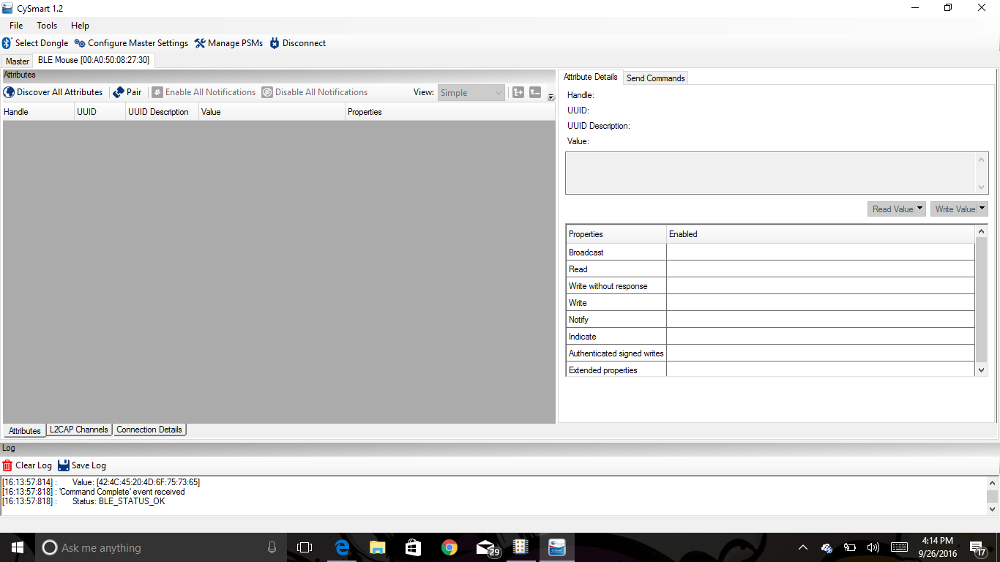 CySmart 1.2
File Tools Help
Select Dongle Configure Master Settings Manage PSMs Disconnect
Master BLE Mouse [00:A0:50:08:27:30]
Attributes
Discover All Attributes Pair Enable All Notifications Disable All Notifications View: Simple
Handle UUID UUID Description Value Properties
Attribute Details Send Commands
Handle:
UUID:
UUID Description:
Value:
Read Value Write Value
Properties Enabled
Broadcast
Read
Write without response
Write
Notify
Indicate
Authenticated signed writes
Extended properties
Attributes L2CAP Channels Connection Details
Log
Clear Log Save Log
[16:13:57:814] : Value: [42:4C:45:20:4D:6F:75:73:65]
[16:13:57:818] : 'Command Complete' event received
[16:13:57:818] : Status: BLE_STATUS_OK
Ask me anything
29
4:14 PM
9/26/2016
17